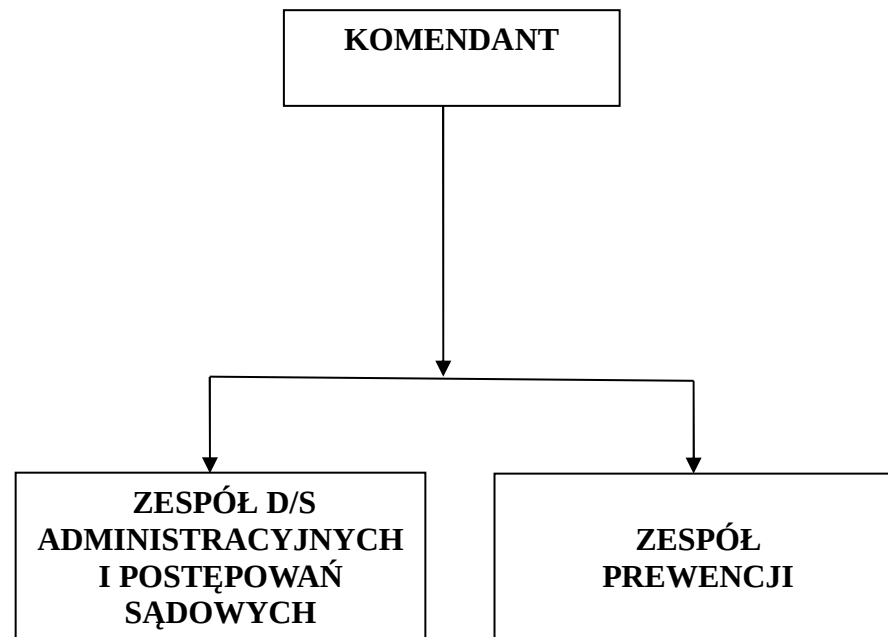 KOMENDANT
ZESPÓŁ D/S
ADMINISTRACYJNYCH
I POSTĘPOWAŃ
SĄDOWYCH
ZESPÓŁ
PREWENCJI